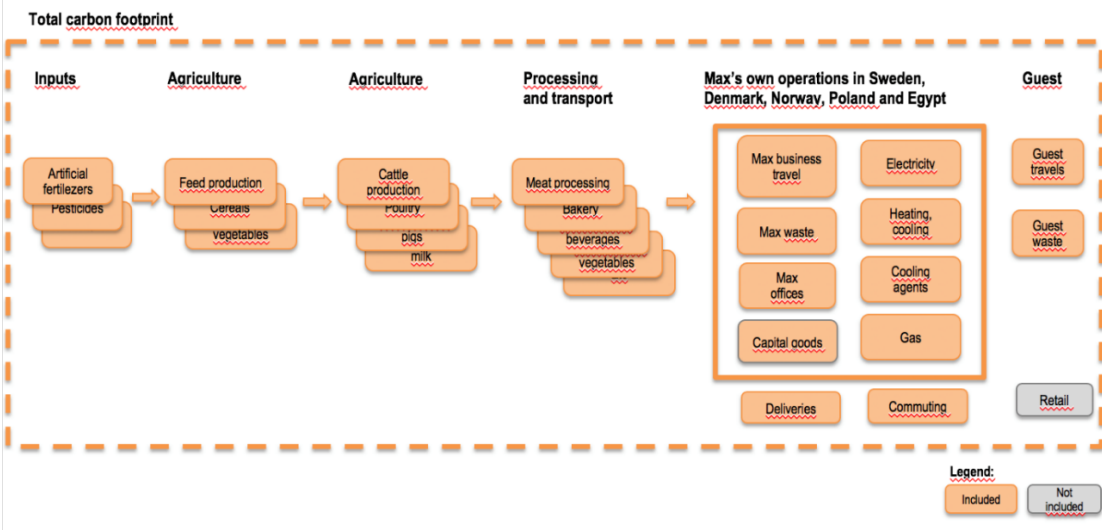 Total carbon footprint
Inputs
Agriculture
Agriculture
Processing
and transport
Max's own operations in Sweden,
Denmark, Norway, Poland and Egypt
Guest
Artificial
fertilezers
Pesticides
Feed production
Cereals
vegetables
Cattle
production
Poultry
pigs
milk
Meat processing
Bakery
beverages
vegetables
Max business
travel
Max waste
Max
offices
Capital goods
Electricity
Heating,
cooling
Cooling
agents
Gas
Deliveries
Commuting
Guest
travels
Guest
waste
Retail
Legend:
Included
Not
included